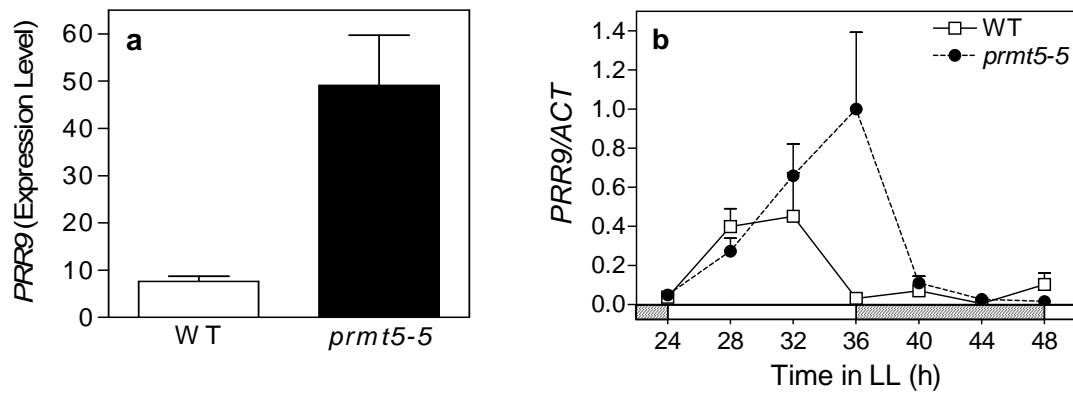 a
PRR9 (Expression Level)
60
50
40
30
20
10
0
WT
prmt5-5
b
WT
prmt5-5
PRR9/ACT
1.4
1.2
1.0
0.8
0.6
0.4
0.2
0.0
24 28 32 36 40 44 48
Time in LL (h)